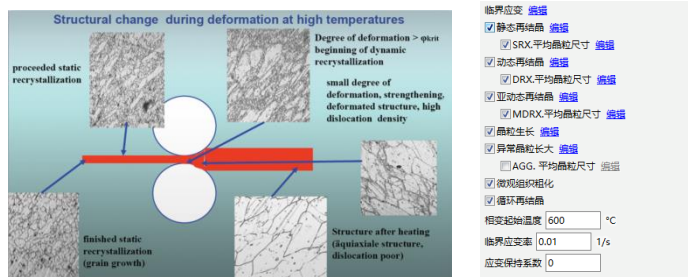 Structural change during deformation at high temperatures
Degree of deformation > φkrit
beginning of dynamic
recrystallization
proceeded static
recrystallization
small degree of
deformation, strengthening,
deformated structure, high
dislocation density
Structure after heating
(äquiaxiale structure,
dislocation poor)
finished static
recrystallization
(grain growth)
临界应变 编辑
静态再结晶 编辑
SRX.平均晶粒尺寸 编辑
动态再结晶 编辑
DRX.平均晶粒尺寸 编辑
亚动态再结晶 编辑
MDRX.平均晶粒尺寸 编辑
晶粒生长 编辑
异常晶粒长大 编辑
AGG. 平均晶粒尺寸 编辑
微观组织粗化
循环再结晶
相变起始温度 600 °C
临界应变率 0.01 1/s
应变保持系数 0